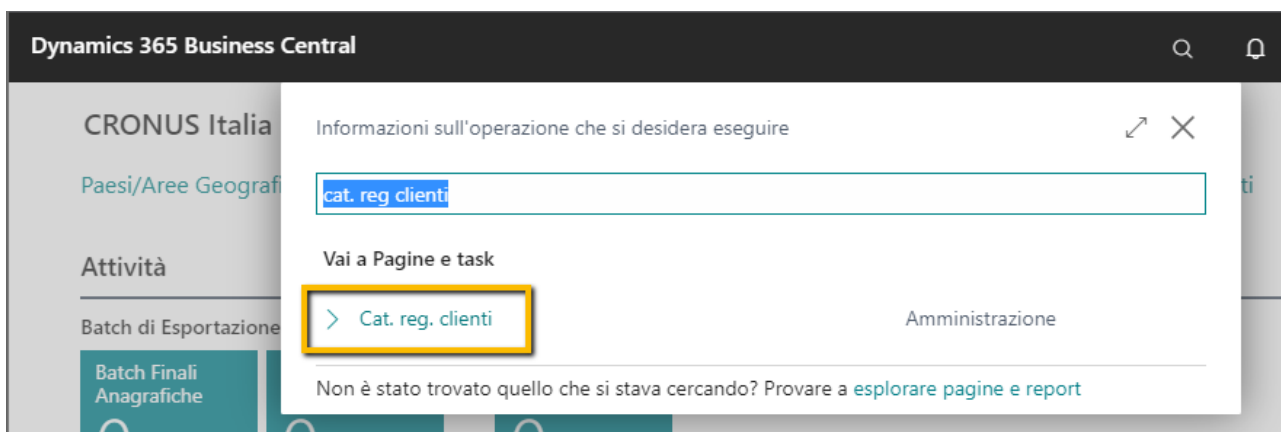 Dynamics 365 Business Central
CRONUS Italia
Informazioni sull'operazione che si desidera eseguire
Paesi/Aree Geografi
cat. reg clienti
ti
Vai a Pagine e task
Attività
Cat. reg. clienti
Amministrazione
Batch di Esportazione
Batch Finali
Anagrafiche
Non è stato trovato quello che si stava cercando? Provare a esplorare pagine e report